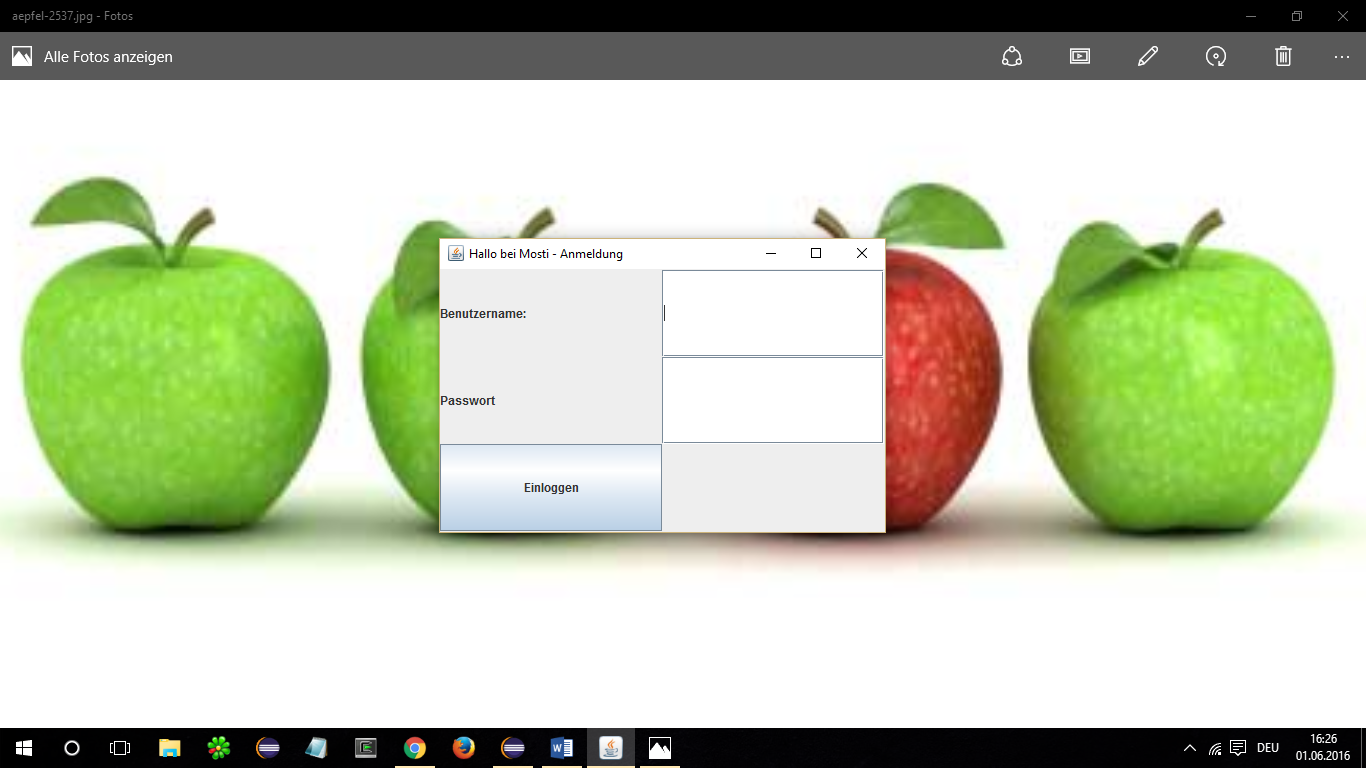 aepfel-2537.jpg - Fotos
Alle Fotos anzeigen
Hallo bei Mosti - Anmeldung
Benutzername:
Passwort
Einloggen
DEU
16:26
01.06.2016